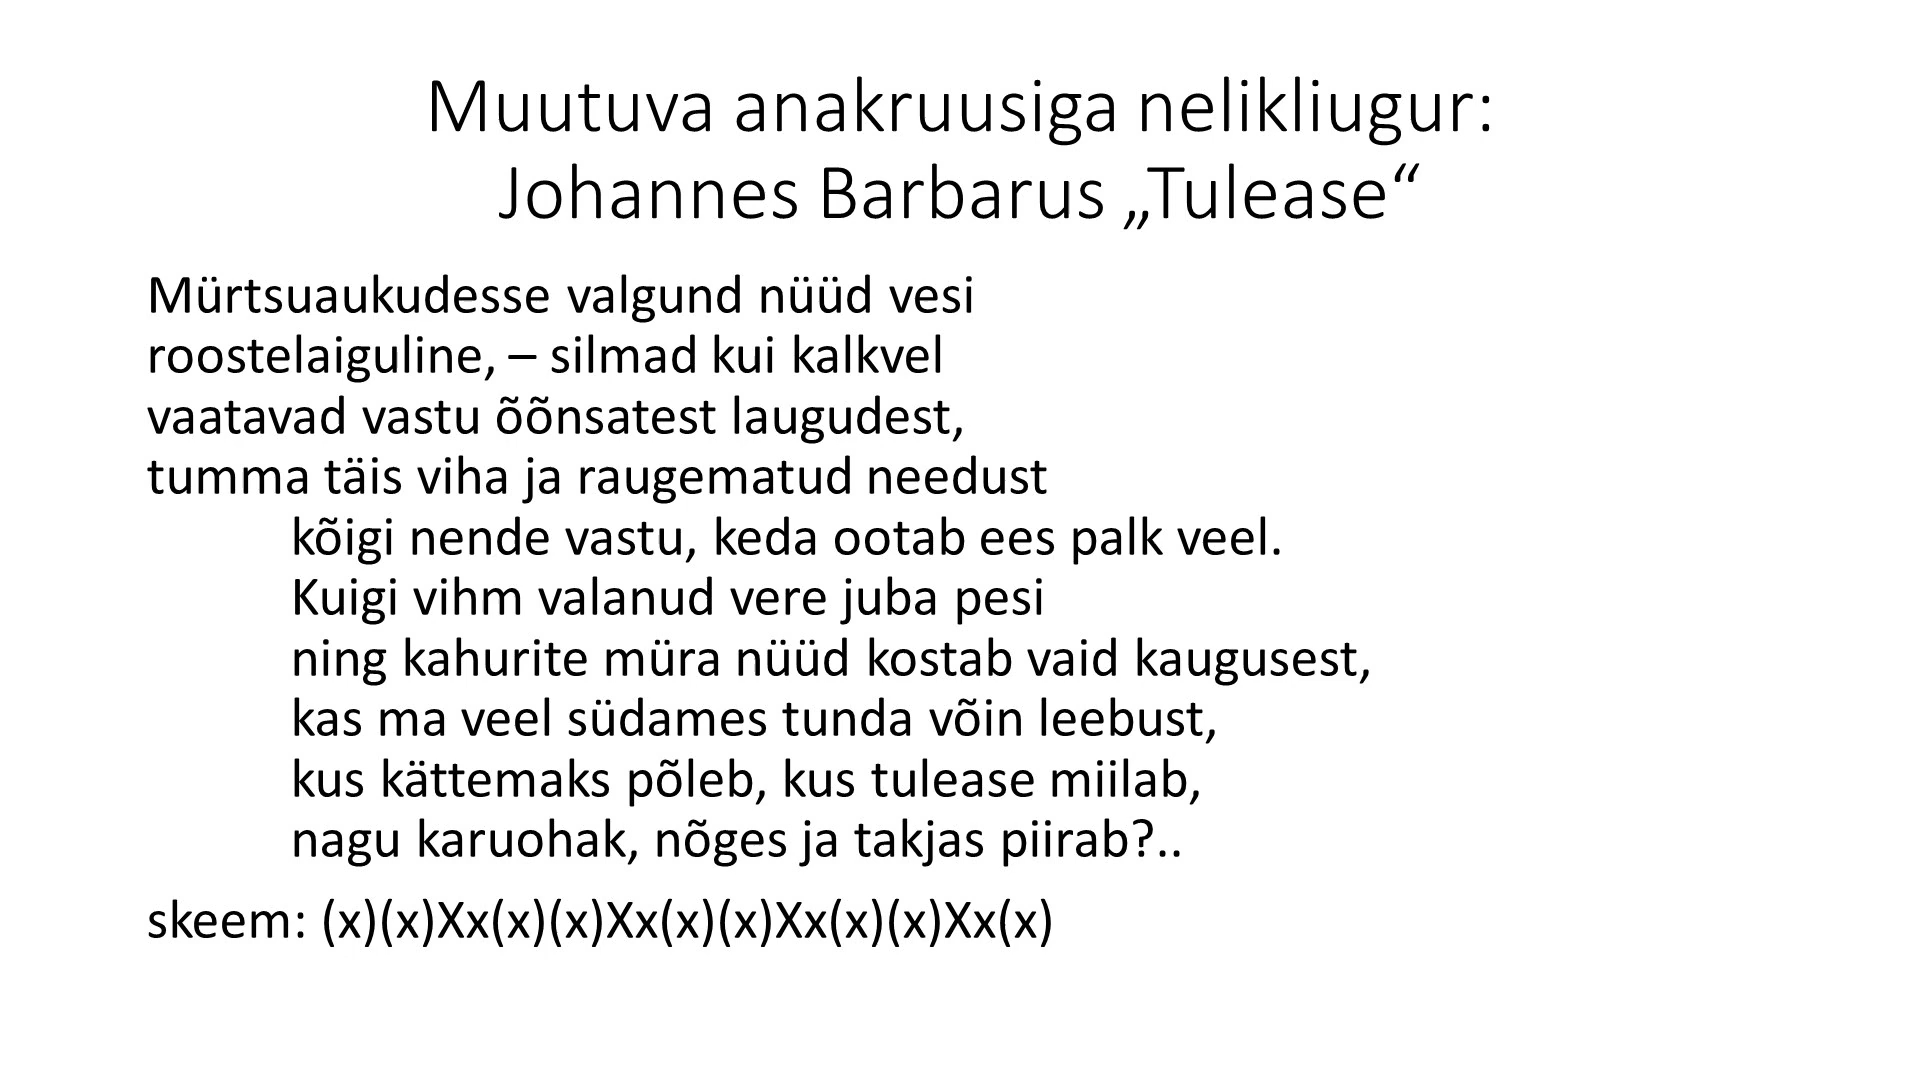 Muutuva anakruusiga nelikliugur:
Johannes Barbarus „Tulease“
Mürtsuaukudesse valgund nüüd vesi
roostelaiguline, – silmad kui kalkvel
vaatavad vastu õõnsatest laugudest,
tumma täis viha ja raugematud needust
kõigi nende vastu, keda ootab ees palk veel.
Kuigi vihm valanud vere juba pesi
ning kahurite müra nüüd kostab vaid kaugusest,
kas ma veel südames tunda võin leebust,
kus kättemaks põleb, kus tulease miilab,
nagu karuohak, nõges ja takjas piirab?..
skeem: (x)(x)Xx(x)(x)Xx(x)(x)Xx(x)(x)Xx(x)